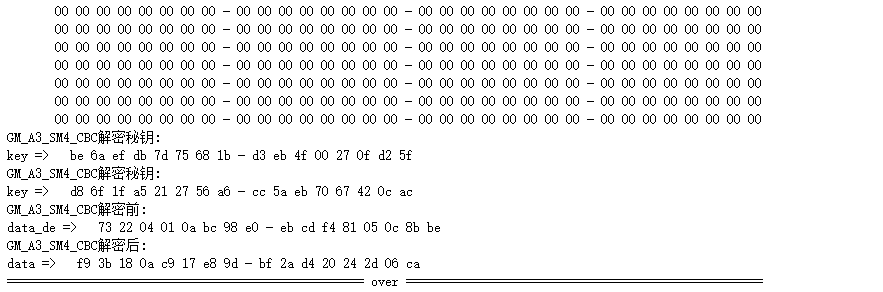 00 00 00 00 00 00 00 00 - 00 00 00 00 00 00 00 00 - 00 00 00 00 00 00 00 00 - 00 00 00 00 00 00 00 00
00 00 00 00 00 00 00 00 - 00 00 00 00 00 00 00 00 - 00 00 00 00 00 00 00 00 - 00 00 00 00 00 00 00 00
00 00 00 00 00 00 00 00 - 00 00 00 00 00 00 00 00 - 00 00 00 00 00 00 00 00 - 00 00 00 00 00 00 00 00
00 00 00 00 00 00 00 00 - 00 00 00 00 00 00 00 00 - 00 00 00 00 00 00 00 00 - 00 00 00 00 00 00 00 00
00 00 00 00 00 00 00 00 - 00 00 00 00 00 00 00 00 - 00 00 00 00 00 00 00 00 - 00 00 00 00 00 00 00 00
00 00 00 00 00 00 00 00 - 00 00 00 00 00 00 00 00 - 00 00 00 00 00 00 00 00 - 00 00 00 00 00 00 00 00
00 00 00 00 00 00 00 00 - 00 00 00 00 00 00 00 00 - 00 00 00 00 00 00 00 00 - 00 00 00 00 00 00 00 00
GM_A3_SM4_CBC解密秘钥:
key => be 6a ef db 7d 75 68 1b - d3 eb 4f 00 27 0f d2 5f
GM_A3_SM4_CBC解密秘钥:
key => d8 6f 1f a5 21 27 56 a6 - cc 5a eb 70 67 42 0c ac
GM_A3_SM4_CBC解密前:
data_de => 73 22 04 01 0a bc 98 e0 - eb cd f4 81 05 0c 8b be
GM_A3_SM4_CBC解密后:
data => f9 3b 18 0a c9 17 e8 9d - bf 2a d4 20 24 2d 06 ca
=================================================== over ===================================================